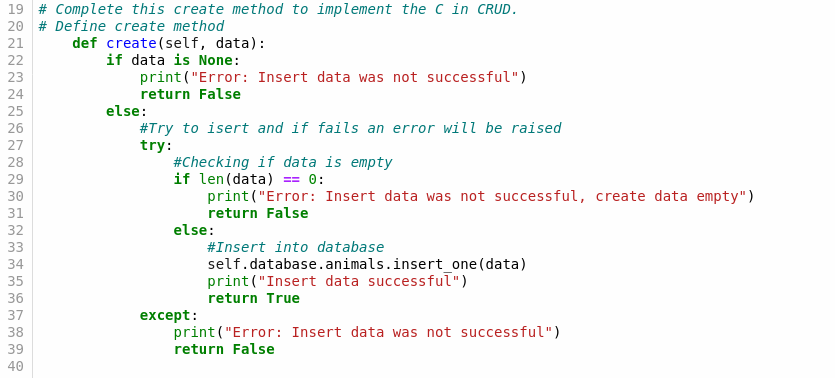 19 # Complete this create method to implement the C in CRUD.
20 # Define create method
21     def create(self, data):
22         if data is None:
23             print("Error: Insert data was not successful")
24             return False
25         else:
26             #Try to isert and if fails an error will be raised
27             try:
28                 #Checking if data is empty
29                 if len(data) == 0:
30                     print("Error: Insert data was not successful, create data empty")
31                     return False
32                 else:
33                     #Insert into database
34                     self.database.animals.insert_one(data)
35                     print("Insert data successful")
36                     return True
37             except:
38                 print("Error: Insert data was not successful")
39                 return False
40